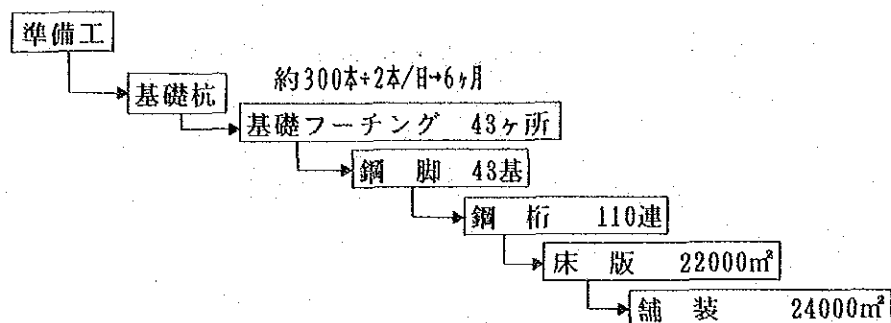 準備工
基礎杭
約300本÷2本/日→6ヶ月
基礎フーチング 43ヶ所
鋼 脚 43基
鋼 桁 110連
床 版 22000m²
舗 装 24000m²